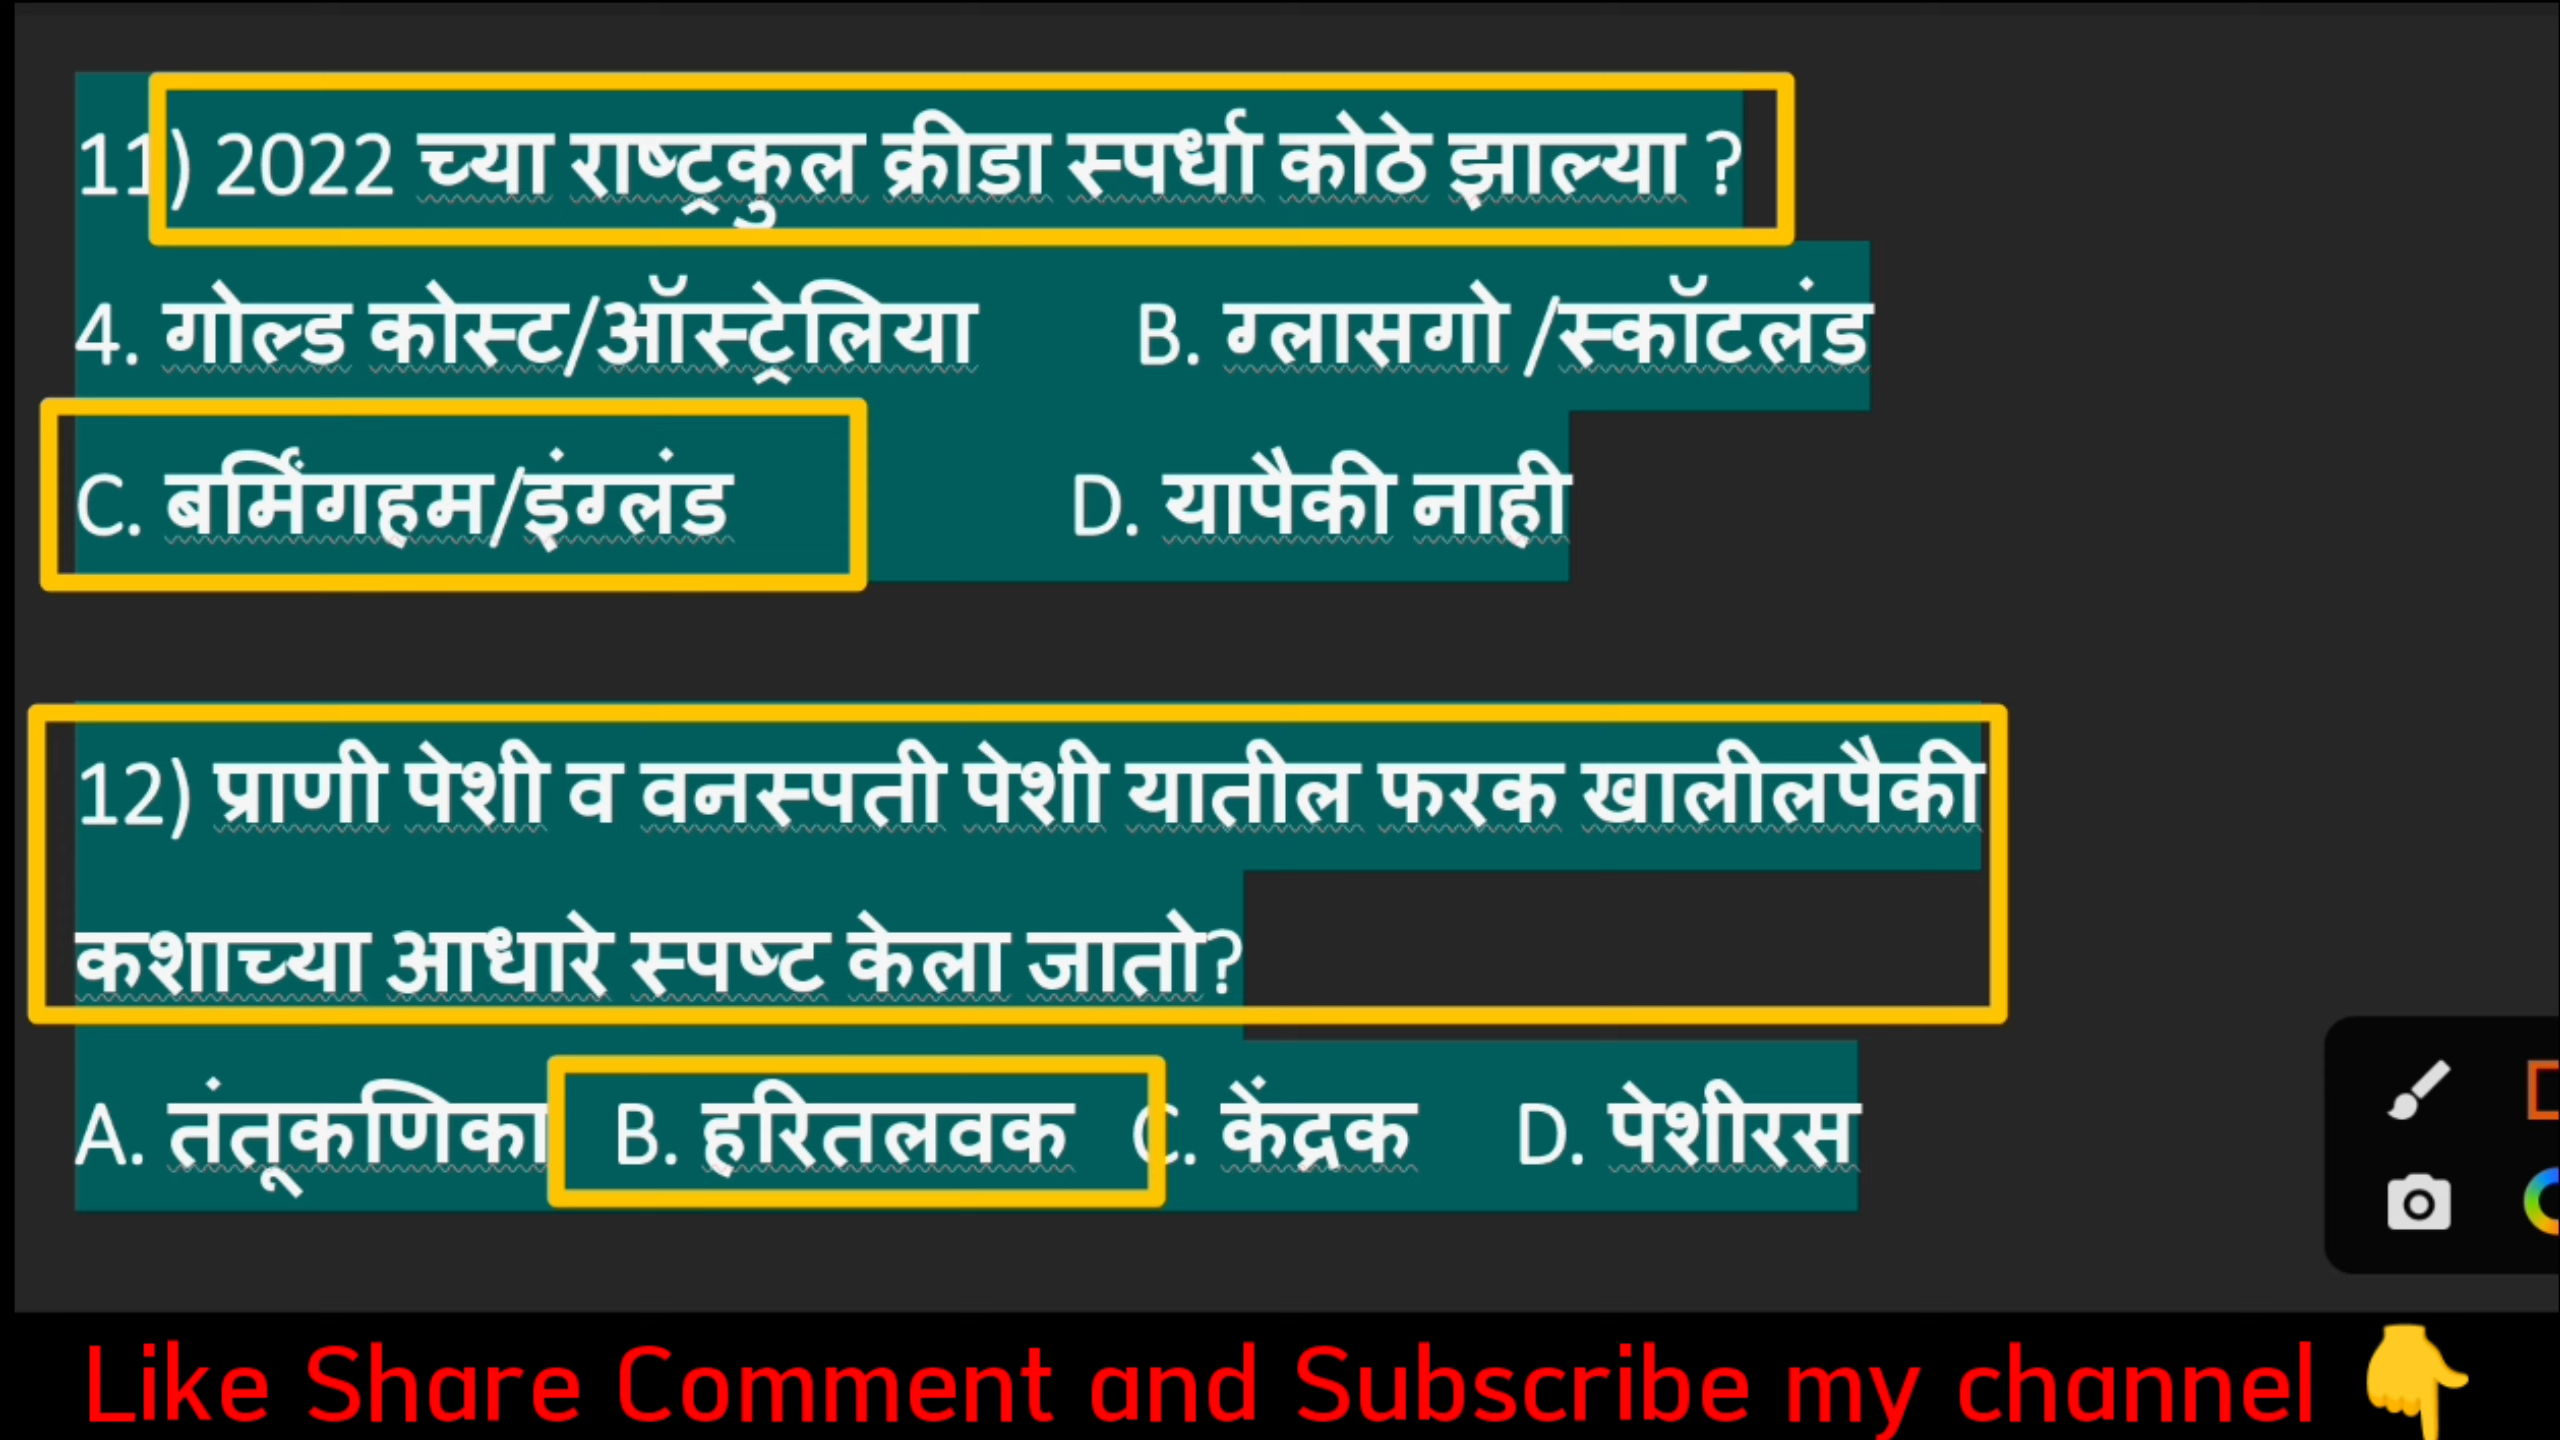 11) 2022 च्या राष्ट्रकुल क्रीडा स्पर्धा कोठे झाल्या ?
4. गोल्ड कोस्ट/ऑस्ट्रेलिया B. ग्लासगो /स्कॉटलंड
C. बर्मिंगहम/इंग्लंड D. यापैकी नाही
12) प्राणी पेशी व वनस्पती पेशी यातील फरक खालीलपैकी
कशाच्या आधारे स्पष्ट केला जातो?
A. तंतूकणिका B. हरितलवक C. केंद्रक D. पेशीरस
Like Share Comment and Subscribe my channel 👇